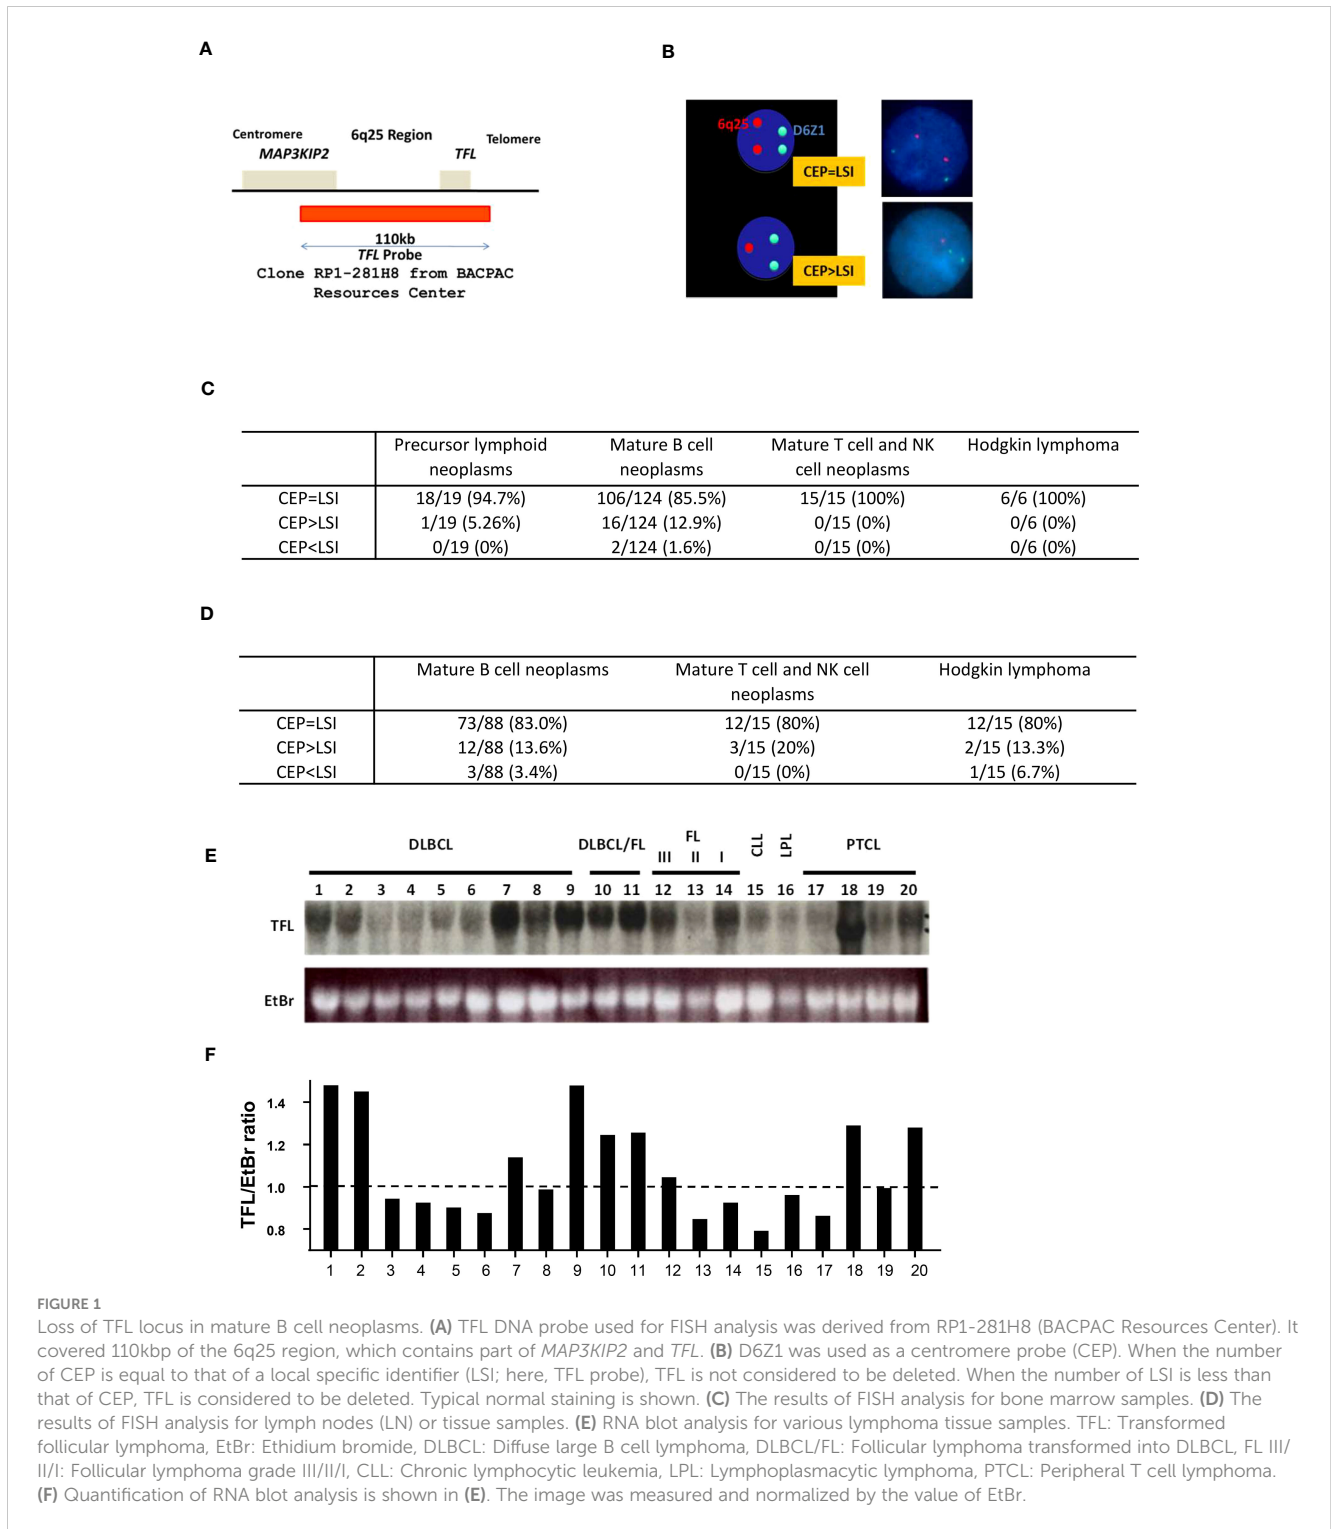 A
Centromere
6q25 Region
Telomere
MAP3KIP2
TFL
110kb
TFL Probe
Clone RP1-281H8 from BACPAC
Resources Center
B
6q25
D6Z1
CEP=LSI
CEP>LSI
C
Precursor lymphoid neoplasms | Mature B cell neoplasms | Mature T cell and NK cell neoplasms | Hodgkin lymphoma
CEP=LSI 18/19 (94.7%) 106/124 (85.5%) 15/15 (100%) 6/6 (100%)
CEP>LSI 1/19 (5.26%) 16/124 (12.9%) 0/15 (0%) 0/6 (0%)
CEP<LSI 0/19 (0%) 2/124 (1.6%) 0/15 (0%) 0/6 (0%)
D
Mature B cell neoplasms | Mature T cell and NK cell neoplasms | Hodgkin lymphoma
CEP=LSI 73/88 (83.0%) 12/15 (80%) 12/15 (80%)
CEP>LSI 12/88 (13.6%) 3/15 (20%) 2/15 (13.3%)
CEP<LSI 3/88 (3.4%) 0/15 (0%) 1/15 (6.7%)
E
DLBCL DLBCL/FL FL CLL LPL PTCL
III II I
1 2 3 4 5 6 7 8 9 10 11 12 13 14 15 16 17 18 19 20
TFL
EtBr
F
TFL/EtBr ratio
1.4
1.2
1.0
0.8
1 2 3 4 5 6 7 8 9 10 11 12 13 14 15 16 17 18 19 20
FIGURE 1
Loss of TFL locus in mature B cell neoplasms. (A) TFL DNA probe used for FISH analysis was derived from RP1-281H8 (BACPAC Resources Center). It
covered 110kbp of the 6q25 region, which contains part of MAP3KIP2 and TFL. (B) D6Z1 was used as a centromere probe (CEP). When the number
of CEP is equal to that of a local specific identifier (LSI; here, TFL probe), TFL is not considered to be deleted. When the number of LSI is less than
that of CEP, TFL is considered to be deleted. Typical normal staining is shown. (C) The results of FISH analysis for bone marrow samples. (D) The
results of FISH analysis for lymph nodes (LN) or tissue samples. (E) RNA blot analysis for various lymphoma tissue samples. TFL: Transformed
follicular lymphoma, EtBr: Ethidium bromide, DLBCL: Diffuse large B cell lymphoma, DLBCL/FL: Follicular lymphoma transformed into DLBCL, FL III/
II/I: Follicular lymphoma grade III/II/I, CLL: Chronic lymphocytic leukemia, LPL: Lymphoplasmacytic lymphoma, PTCL: Peripheral T cell lymphoma.
(F) Quantification of RNA blot analysis is shown in (E). The image was measured and normalized by the value of EtBr.